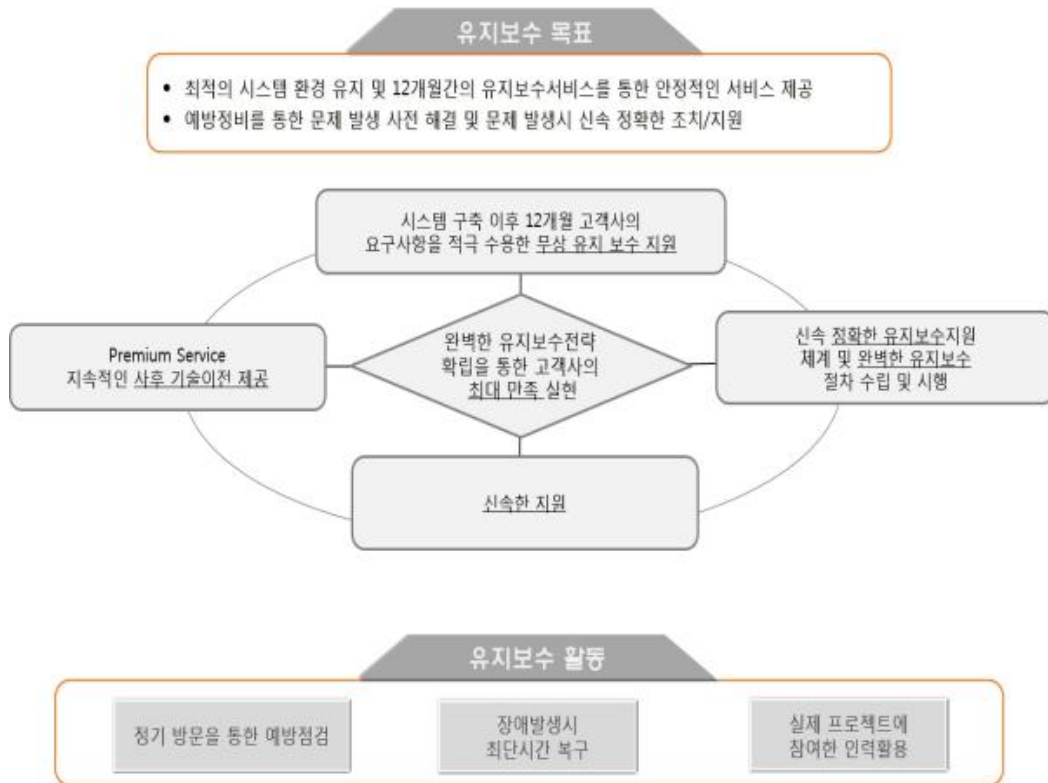 유지보수 목표
• 최적의 시스템 환경 유지 및 12개월간의 유지보수서비스를 통한 안정적인 서비스 제공
• 예방정비를 통한 문제 발생 사전 해결 및 문제 발생시 신속 정확한 조치/지원
시스템 구축 이후 12개월 고객사의
요구사항을 적극 수용한 무상 유지 보수 지원
Premium Service
지속적인 사후 기술이전 제공
완벽한 유지보수전략
확립을 통한 고객사의
최대 만족 실현
신속 정확한 유지보수지원
체계 및 완벽한 유지보수
절차 수립 및 시행
신속한 지원
유지보수 활동
정기 방문을 통한 예방점검
장애발생시
최단시간 복구
실제 프로젝트에
참여한 인력활용